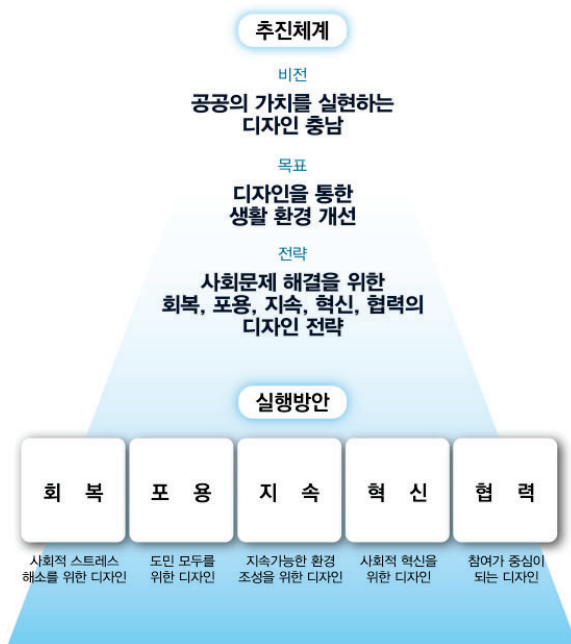 추진체계
비전
공공의 가치를 실현하는
디자인 충남
목표
디자인을 통한
생활 환경 개선
전략
사회문제 해결을 위한
회복, 포용, 지속, 혁신, 협력의
디자인 전략
실행방안
회 복
사회적 스트레스
해소를 위한 디자인
포 용
도민 모두를
위한 디자인
지 속
지속가능한 환경
조성을 위한 디자인
혁 신
사회적 혁신을
위한 디자인
협 력
참여가 중심이
되는 디자인